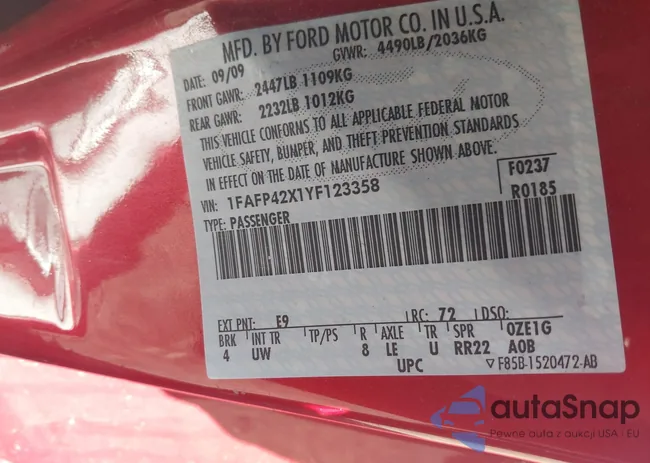 MFD. BY FORD MOTOR CO. IN U.S.A.
DATE: 09/09 GVWR: 4490LB/2036KG
FRONT GAWR: 2447LB 1109KG
REAR GAWR: 2232LB 1012KG
THIS VEHICLE CONFORMS TO ALL APPLICABLE FEDERAL MOTOR
VEHICLE SAFETY, BUMPER, AND THEFT PREVENTION STANDARDS
IN EFFECT ON THE DATE OF MANUFACTURE SHOWN ABOVE.
VIN: 1FAFP42X1YF123358 F0237
TYPE: PASSENGER R0185
EXT PNT: E9 RC: 72 DSO:
BRK INT TR TP/PS R AXLE TR SPR 0ZE1G
4 UW 8 LE U RR22 A0B
UPC ▽F85B-1520472-AB
autaSnap
Pewne auta z aukcji USA · EU